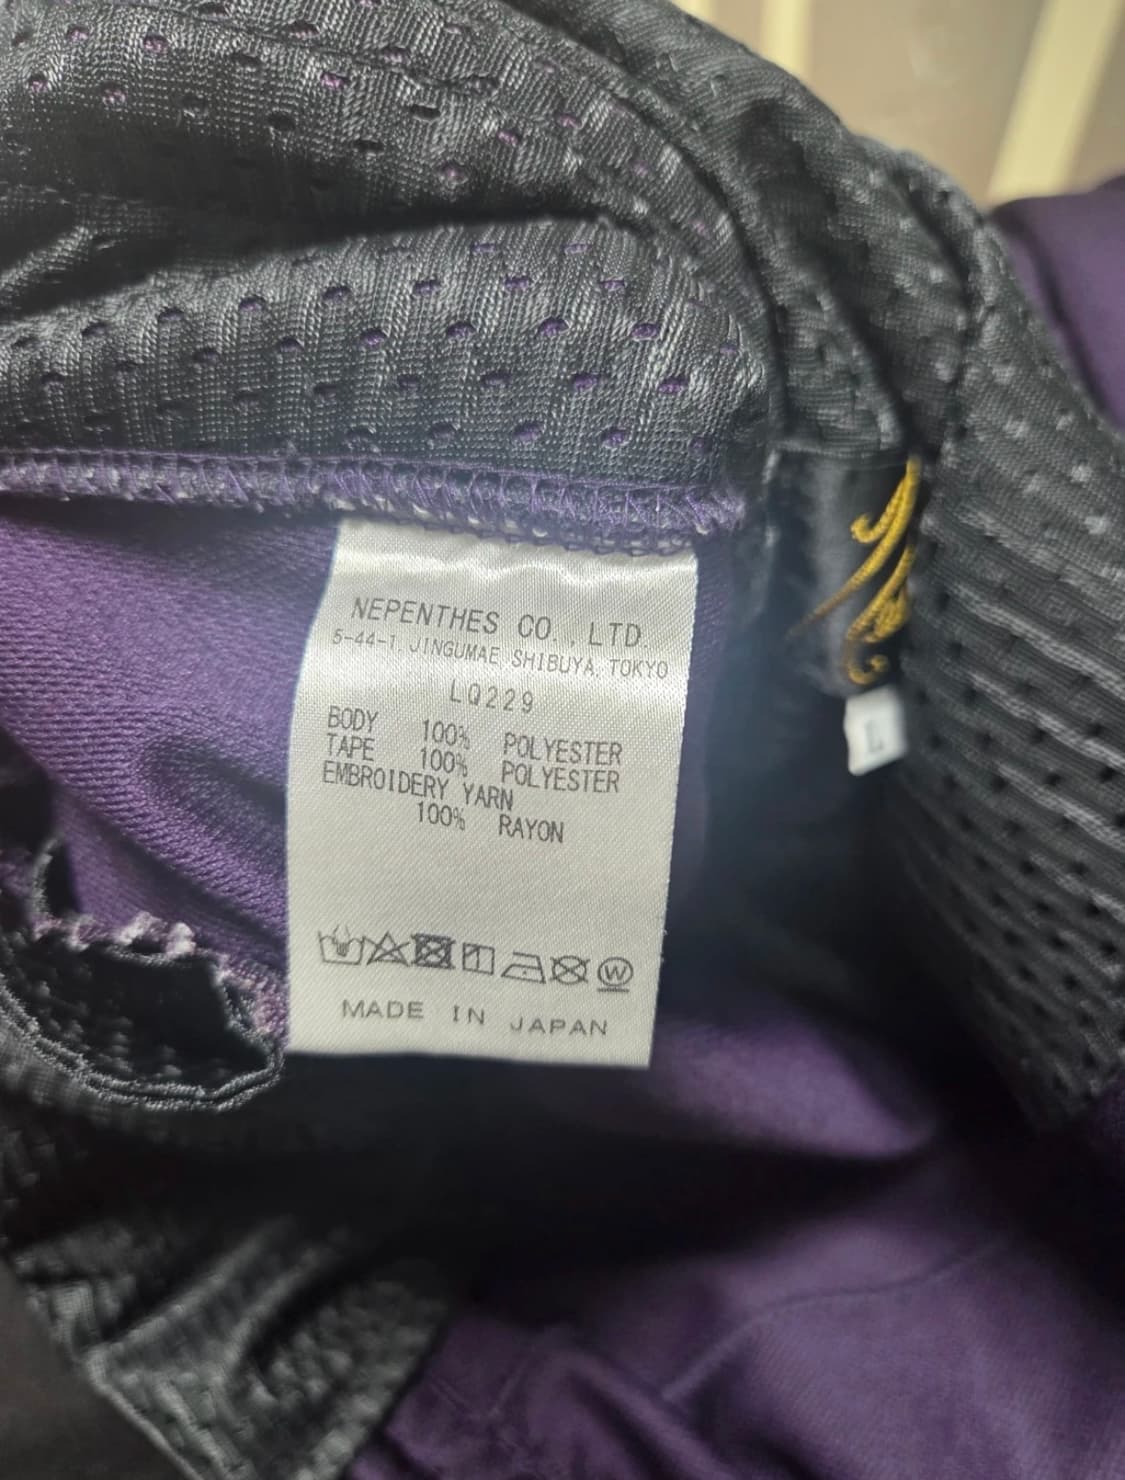 NEPENTHES CO., LTD.
5-44-1, JINGUMAE SHIBUYA, TOKYO
LQ229
BODY 100% POLYESTER
TAPE 100% POLYESTER
EMBROIDERY YARN
100% RAYON
W
MADE IN JAPAN
L